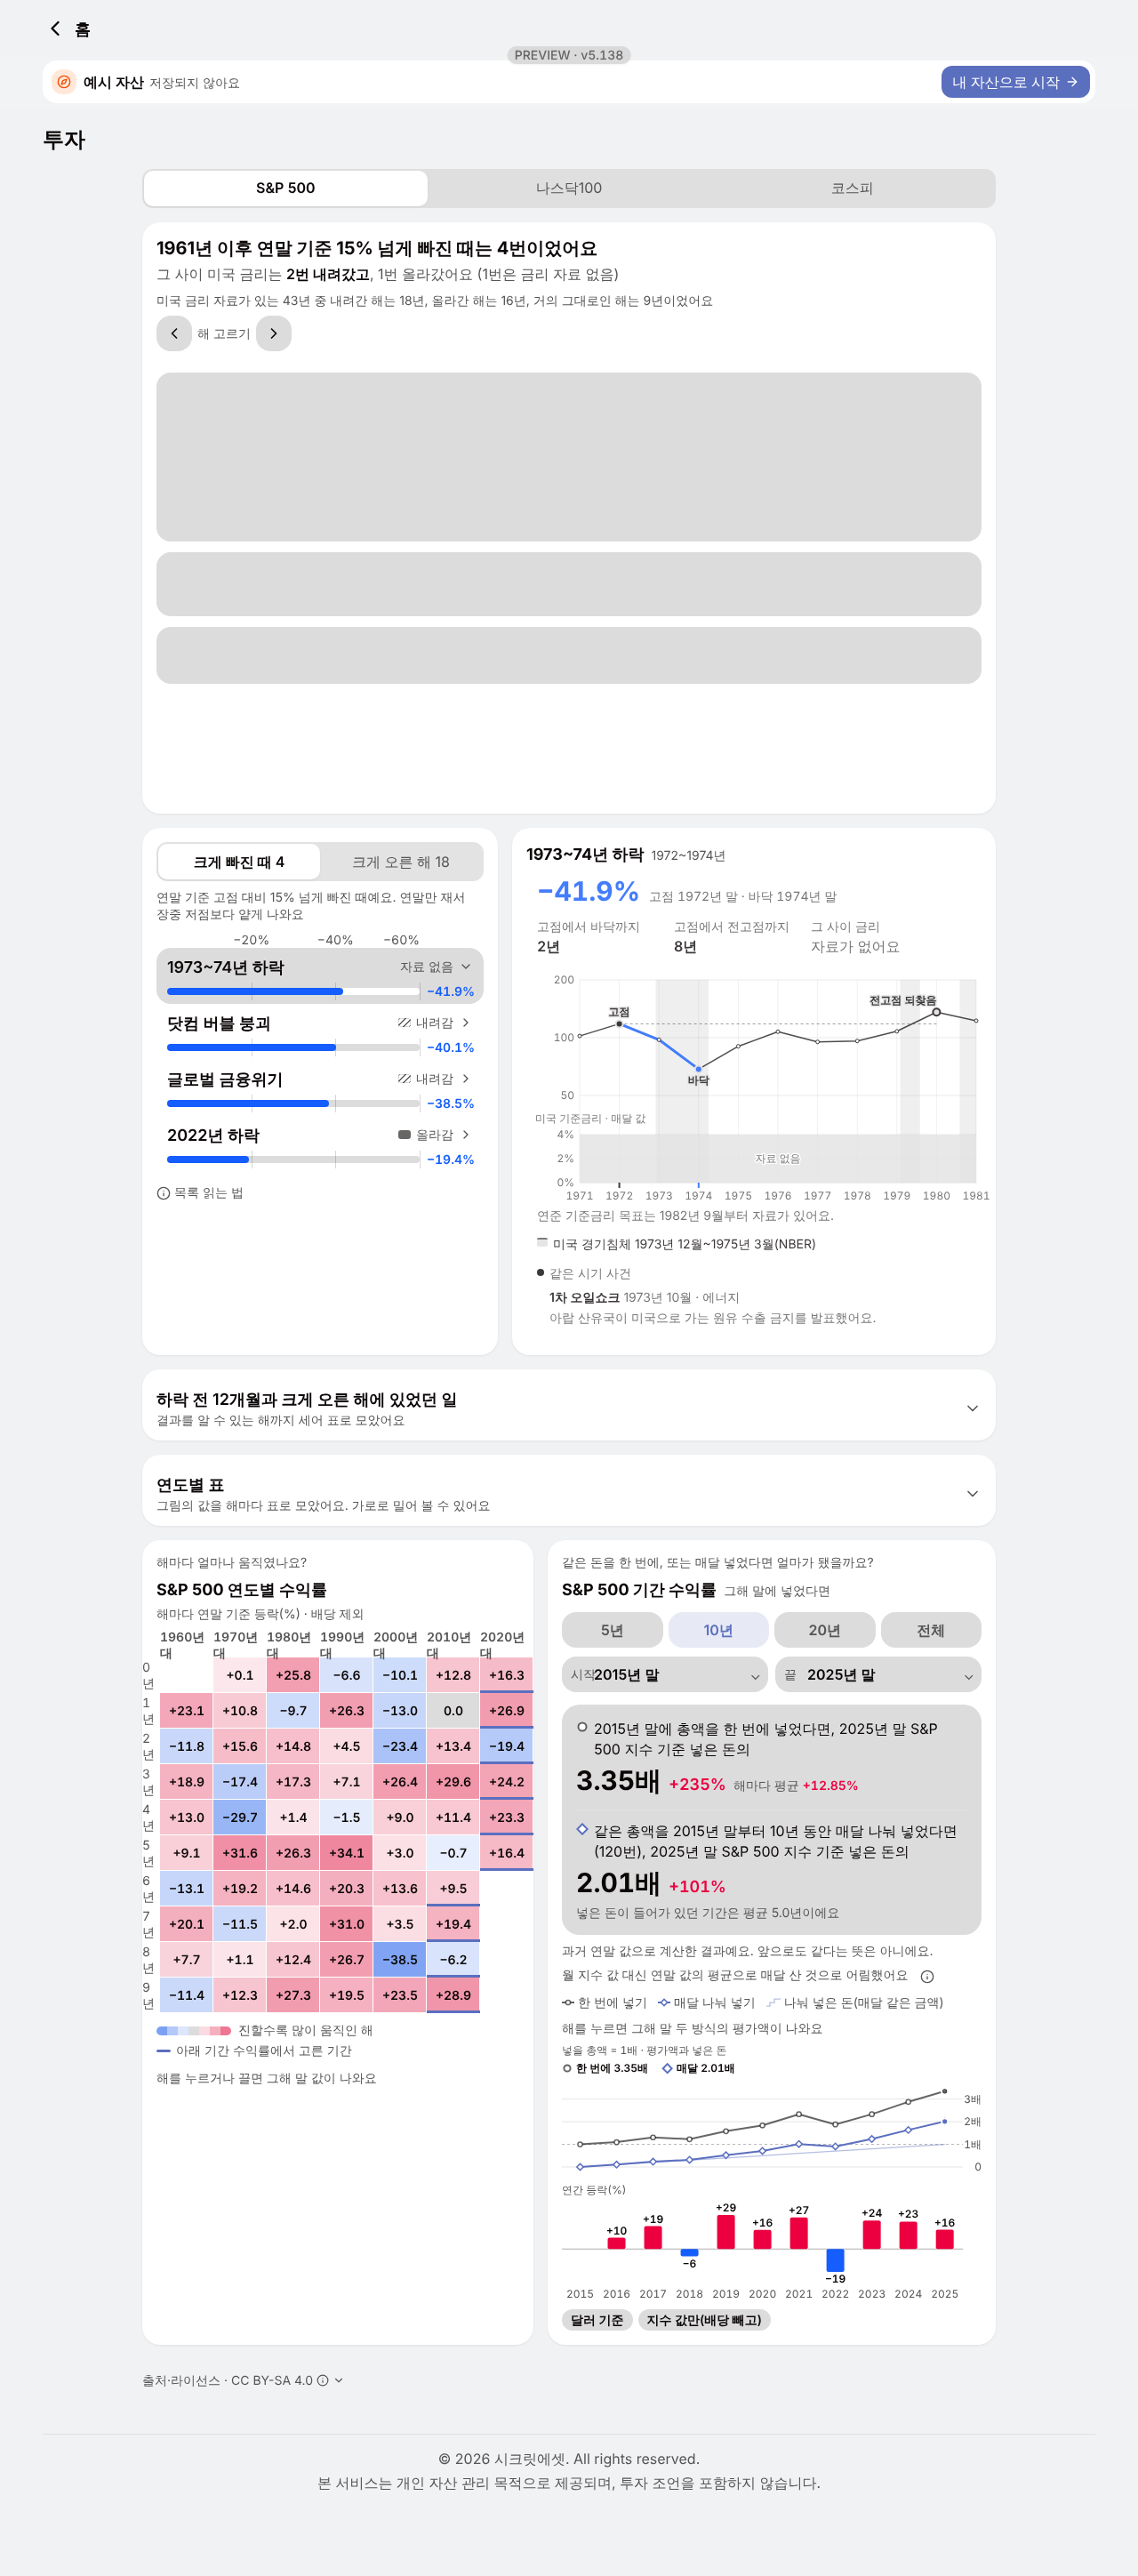 홈
PREVIEW · v5.138
예시 자산 저장되지 않아요
내 자산으로 시작
투자
S&P 500
나스닥100
코스피
1961년 이후 연말 기준 15% 넘게 빠진 때는 4번이었어요
그 사이 미국 금리는 2번 내려갔고, 1번 올라갔어요 (1번은 금리 자료 없음)
미국 금리 자료가 있는 43년 중 내려간 해는 18년, 올라간 해는 16년, 거의 그대로인 해는 9년이었어요
해 고르기
크게 빠진 때 4
크게 오른 해 18
연말 기준 고점 대비 15% 넘게 빠진 때예요. 연말만 재서
장중 저점보다 얕게 나와요
−20% −40% −60%
1973~74년 하락 자료 없음
−41.9%
닷컴 버블 붕괴 내려감
−40.1%
글로벌 금융위기 내려감
−38.5%
2022년 하락 올라감
−19.4%
목록 읽는 법
1973~74년 하락 1972~1974년
−41.9% 고점 1972년 말 · 바닥 1974년 말
고점에서 바닥까지 고점에서 전고점까지 그 사이 금리
2년 8년 자료가 없어요
200
전고점 되찾음
고점
100
바닥
50
미국 기준금리 · 매달 값
4%
2% 자료 없음
0%
1971 1972 1973 1974 1975 1976 1977 1978 1979 1980 1981
연준 기준금리 목표는 1982년 9월부터 자료가 있어요.
미국 경기침체 1973년 12월~1975년 3월(NBER)
같은 시기 사건
1차 오일쇼크 1973년 10월 · 에너지
아랍 산유국이 미국으로 가는 원유 수출 금지를 발표했어요.
하락 전 12개월과 크게 오른 해에 있었던 일
결과를 알 수 있는 해까지 세어 표로 모았어요
연도별 표
그림의 값을 해마다 표로 모았어요. 가로로 밀어 볼 수 있어요
해마다 얼마나 움직였나요?
S&P 500 연도별 수익률
해마다 연말 기준 등락(%) · 배당 제외
1960년대 1970년대 1980년대 1990년대 2000년대 2010년대 2020년대
0년 +0.1 +25.8 −6.6 −10.1 +12.8 +16.3
1년 +23.1 +10.8 −9.7 +26.3 −13.0 0.0 +26.9
2년 −11.8 +15.6 +14.8 +4.5 −23.4 +13.4 −19.4
3년 +18.9 −17.4 +17.3 +7.1 +26.4 +29.6 +24.2
4년 +13.0 −29.7 +1.4 −1.5 +9.0 +11.4 +23.3
5년 +9.1 +31.6 +26.3 +34.1 +3.0 −0.7 +16.4
6년 −13.1 +19.2 +14.6 +20.3 +13.6 +9.5
7년 +20.1 −11.5 +2.0 +31.0 +3.5 +19.4
8년 +7.7 +1.1 +12.4 +26.7 −38.5 −6.2
9년 −11.4 +12.3 +27.3 +19.5 +23.5 +28.9
진할수록 많이 움직인 해
아래 기간 수익률에서 고른 기간
해를 누르거나 끌면 그해 말 값이 나와요
같은 돈을 한 번에, 또는 매달 넣었다면 얼마가 됐을까요?
S&P 500 기간 수익률 그해 말에 넣었다면
5년 10년 20년 전체
시작 2015년 말 끝 2025년 말
2015년 말에 총액을 한 번에 넣었다면, 2025년 말 S&P
500 지수 기준 넣은 돈의
3.35배 +235% 해마다 평균 +12.85%
같은 총액을 2015년 말부터 10년 동안 매달 나눠 넣었다면
(120번), 2025년 말 S&P 500 지수 기준 넣은 돈의
2.01배 +101%
넣은 돈이 들어가 있던 기간은 평균 5.0년이에요
과거 연말 값으로 계산한 결과예요. 앞으로도 같다는 뜻은 아니에요.
월 지수 값 대신 연말 값의 평균으로 매달 산 것으로 어림했어요
한 번에 넣기 매달 나눠 넣기 나눠 넣은 돈(매달 같은 금액)
해를 누르면 그해 말 두 방식의 평가액이 나와요
넣을 총액 = 1배 · 평가액과 넣은 돈
한 번에 3.35배 매달 2.01배
3배
2배
1배
0
연간 등락(%)
+10 +19 −6 +29 +16 +27 −19 +24 +23 +16
2015 2016 2017 2018 2019 2020 2021 2022 2023 2024 2025
달러 기준 지수 값만(배당 빼고)
출처·라이선스 · CC BY-SA 4.0
© 2026 시크릿에셋. All rights reserved.
본 서비스는 개인 자산 관리 목적으로 제공되며, 투자 조언을 포함하지 않습니다.